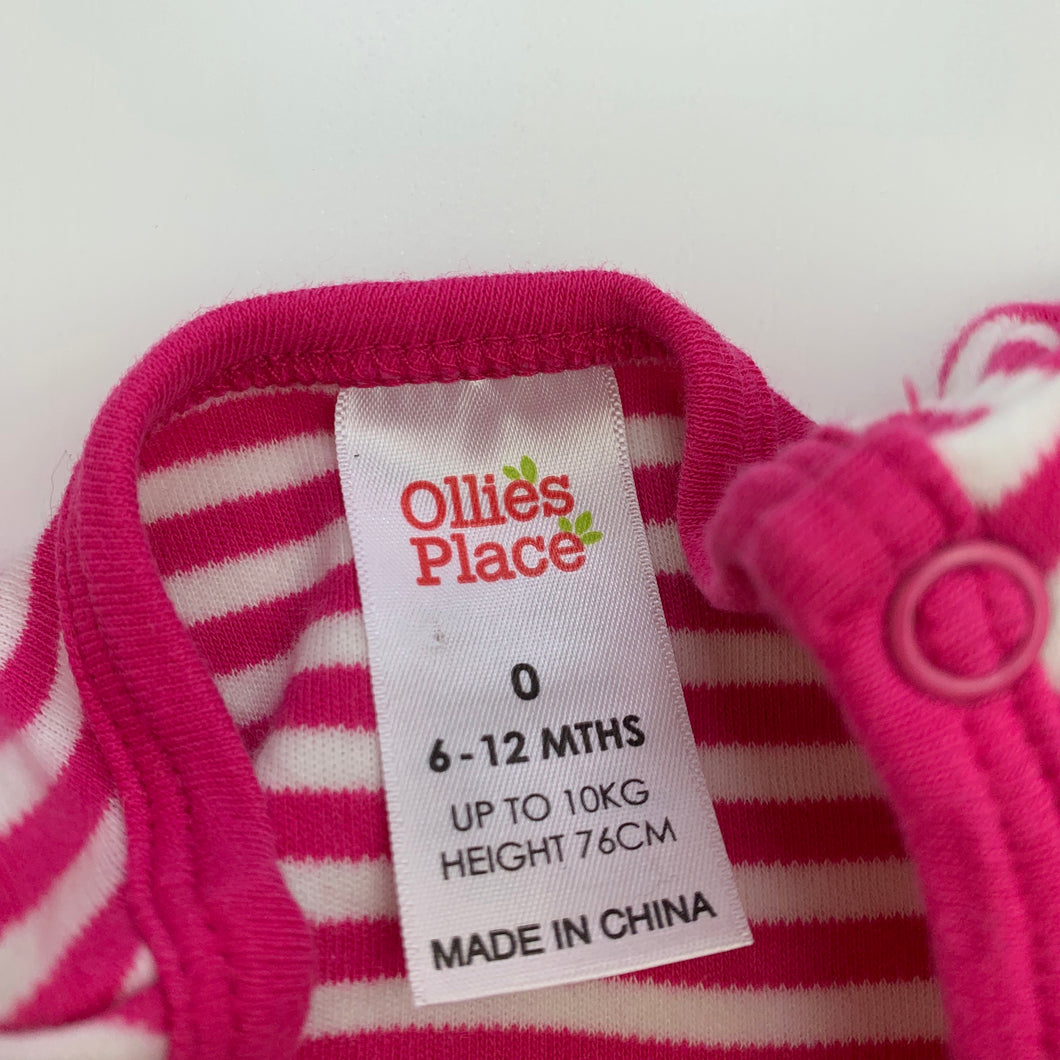 Ollies
Place
0
6-12 MTHS
UP TO 10KG
HEIGHT 76CM
MADE IN CHINA